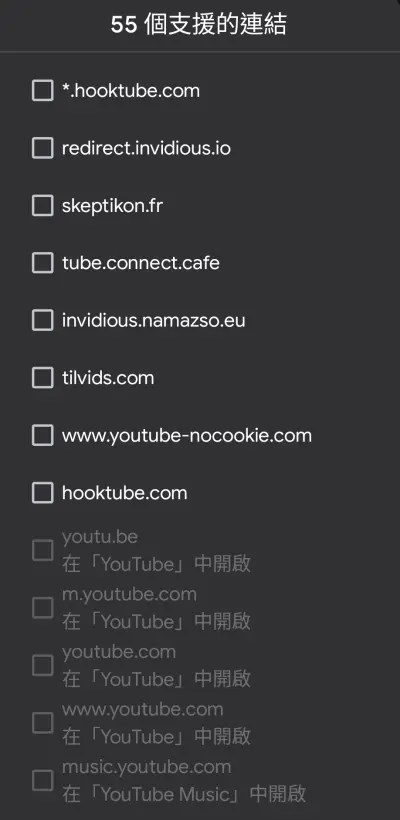 55 個支援的連結
*.hooktube.com
redirect.invidious.io
skeptikon.fr
tube.connect.cafe
invidious.namazso.eu
tilvids.com
www.youtube-nocookie.com
hooktube.com
youtu.be
在「YouTube」中開啟
m.youtube.com
在「YouTube」中開啟
youtube.com
在「YouTube」中開啟
www.youtube.com
在「YouTube」中開啟
music.youtube.com
在「YouTube Music」中開啟